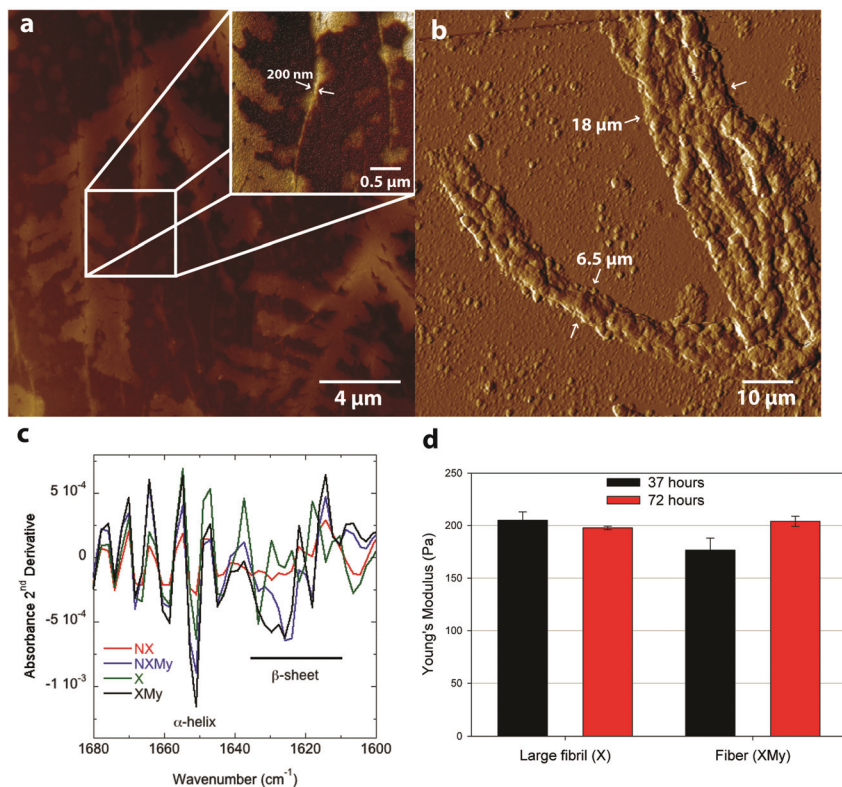 a
200 nm
0.5 µm
4 µm
b
18 µm
6.5 µm
10 µm
c
Absorbance 2nd Derivative
5 10-4
0
-5 10-4
-1 10-3
NX
NXMy
X
XMy
α-helix
β-sheet
1680 1660 1640 1620 1600
Wavenumber (cm-1)
d
37 hours
72 hours
Young's Modulus (Pa)
250
200
150
100
50
0
Large fibril (X) Fiber (XMy)